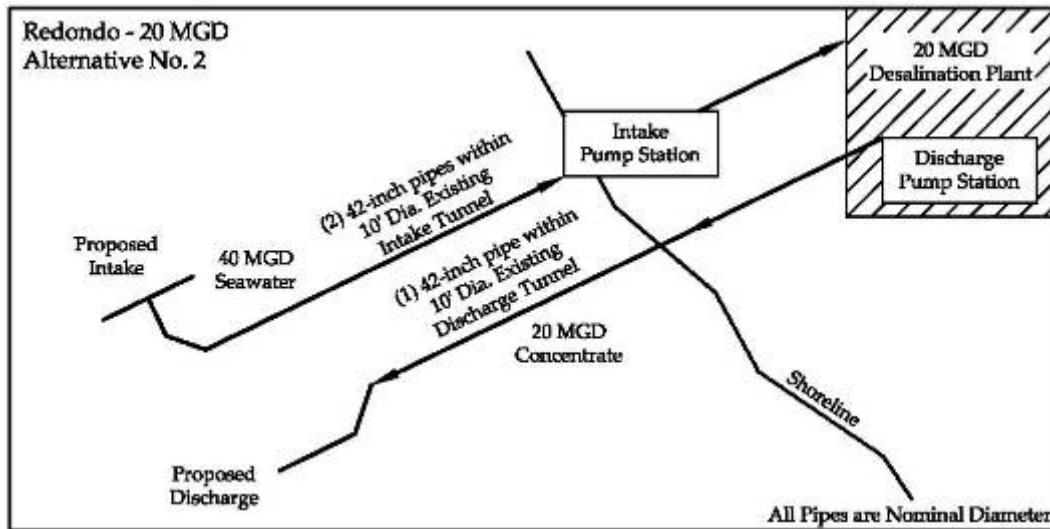 Redondo - 20 MGD
Alternative No. 2
20 MGD
Desalination Plant
Intake
Pump Station
Discharge
Pump Station
(2) 42-inch pipes within
10' Dia. Existing
Intake Tunnel
Proposed
Intake
40 MGD
Seawater
(1) 42-inch pipe within
10' Dia. Existing
Discharge Tunnel
20 MGD
Concentrate
Shoreline
Proposed
Discharge
All Pipes are Nominal Diameter